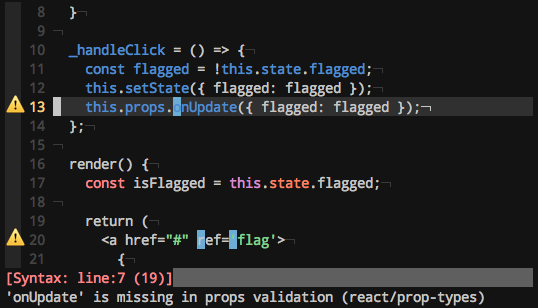 8 }
9
10 _handleClick = () => {
11 const flagged = !this.state.flagged;
12 this.setState({ flagged: flagged });
13 this.props.onUpdate({ flagged: flagged });
14 };
15
16 render() {
17 const isFlagged = this.state.flagged;
18
19 return (
20 <a href="#" ref='flag'>
21 {
[Syntax: line:7 (19)]
'onUpdate' is missing in props validation (react/prop-types)